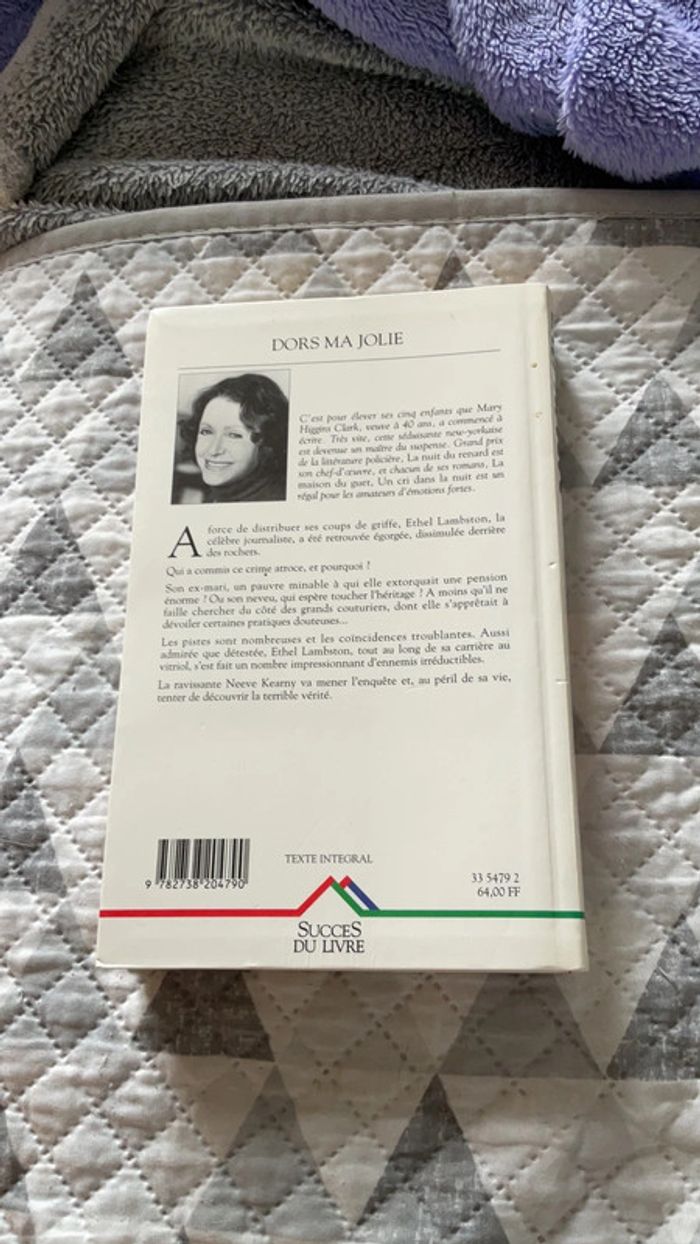 DORS MA JOLIE
C'est pour élever ses cinq enfants que Mary
Higgins Clark, veuve à 40 ans, a commencé à
écrire. Très vite, cette séduisante new-yorkaise
est devenue un maître du suspense. Grand prix
de la littérature policière, La nuit du renard est
son chef-d'œuvre, et chacun de ses romans, La
maison du guet, Un cri dans la nuit est un
régal pour les amateurs d'émotions fortes.
A force de distribuer ses coups de griffe, Ethel Lambston, la
célèbre journaliste, a été retrouvée égorgée, dissimulée derrière
des rochers.
Qui a commis ce crime atroce, et pourquoi ?
Son ex-mari, un pauvre minable à qui elle extorquait une pension
énorme ? Ou son neveu, qui espère toucher l'héritage ? A moins qu'il ne
faille chercher du côté des grands couturiers, dont elle s'apprêtait à
dévoiler certaines pratiques douteuses...
Les pistes sont nombreuses et les coïncidences troublantes. Aussi
admirée que détestée, Ethel Lambston, tout au long de sa carrière au
vitriol, s'est fait un nombre impressionnant d'ennemis irréductibles.
La ravissante Neeve Kearny va mener l'enquête et, au péril de sa vie,
tenter de découvrir la terrible vérité.
9 782738 204790
TEXTE INTEGRAL
33 5479 2
64,00 FF
SUCCES
DU LIVRE